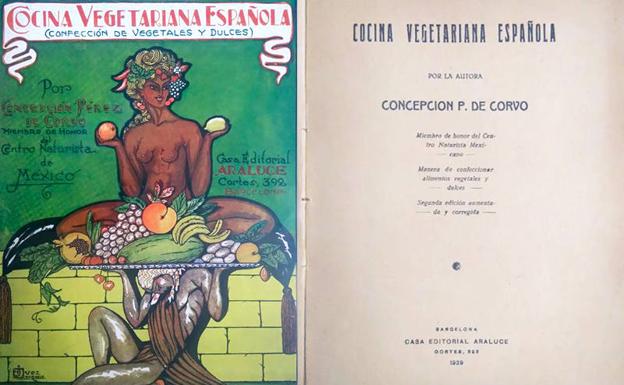 COCINA VEGETARIANA ESPAÑOLA
(CONFECCIÓN DE VEGETALES Y DULCES)
Por
CONCEPCIÓN PÉREZ
DE CORVO
MIEMBRO DE HONOR
del
Centro Naturista
de
México
Casa Editorial
ARALUCE
Cortes, 392
BARCELONA
COCINA VEGETARIANA ESPAÑOLA
POR LA AUTORA
CONCEPCION P. DE CORVO
Miembro de honor del Cen-
tro Naturista Mexi-
cano
Manera de confeccionar
alimentos vegetales y
dulces
Segunda edición aumenta-
da y corregida
BARCELONA
CASA EDITORIAL ARALUCE
CORTES, 392
1929